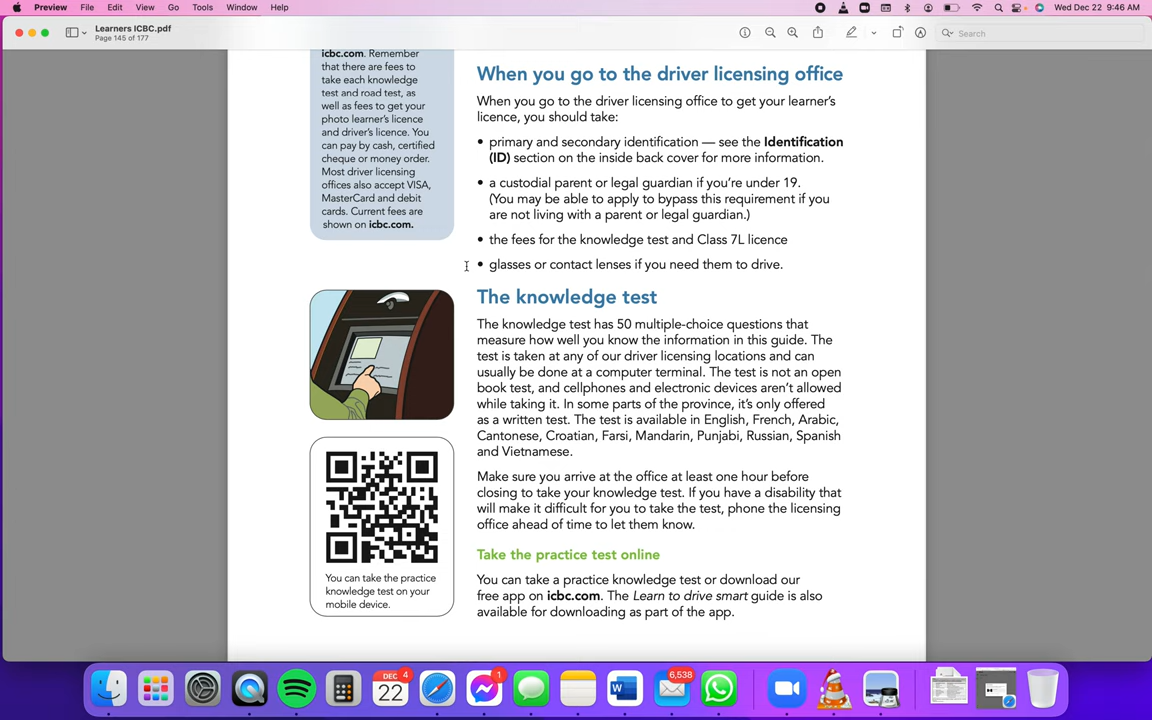 Preview File Edit View Go Tools Window Help
Wed Dec 22 9:46 AM
Learners ICBC.pdf
Page 145 of 177
Search
icbc.com. Remember
that there are fees to
take each knowledge
test and road test, as
well as fees to get your
photo learner's licence
and driver's licence. You
can pay by cash, certified
cheque or money order.
Most driver licensing
offices also accept VISA,
MasterCard and debit
cards. Current fees are
shown on icbc.com.
You can take the practice
knowledge test on your
mobile device.
When you go to the driver licensing office
When you go to the driver licensing office to get your learner's
licence, you should take:
• primary and secondary identification — see the Identification
(ID) section on the inside back cover for more information.
• a custodial parent or legal guardian if you're under 19.
(You may be able to apply to bypass this requirement if you
are not living with a parent or legal guardian.)
• the fees for the knowledge test and Class 7L licence
• glasses or contact lenses if you need them to drive.
The knowledge test
The knowledge test has 50 multiple-choice questions that
measure how well you know the information in this guide. The
test is taken at any of our driver licensing locations and can
usually be done at a computer terminal. The test is not an open
book test, and cellphones and electronic devices aren't allowed
while taking it. In some parts of the province, it's only offered
as a written test. The test is available in English, French, Arabic,
Cantonese, Croatian, Farsi, Mandarin, Punjabi, Russian, Spanish
and Vietnamese.
Make sure you arrive at the office at least one hour before
closing to take your knowledge test. If you have a disability that
will make it difficult for you to take the test, phone the licensing
office ahead of time to let them know.
Take the practice test online
You can take a practice knowledge test or download our
free app on icbc.com. The Learn to drive smart guide is also
available for downloading as part of the app.
DEC
22
4
1
W
6,538